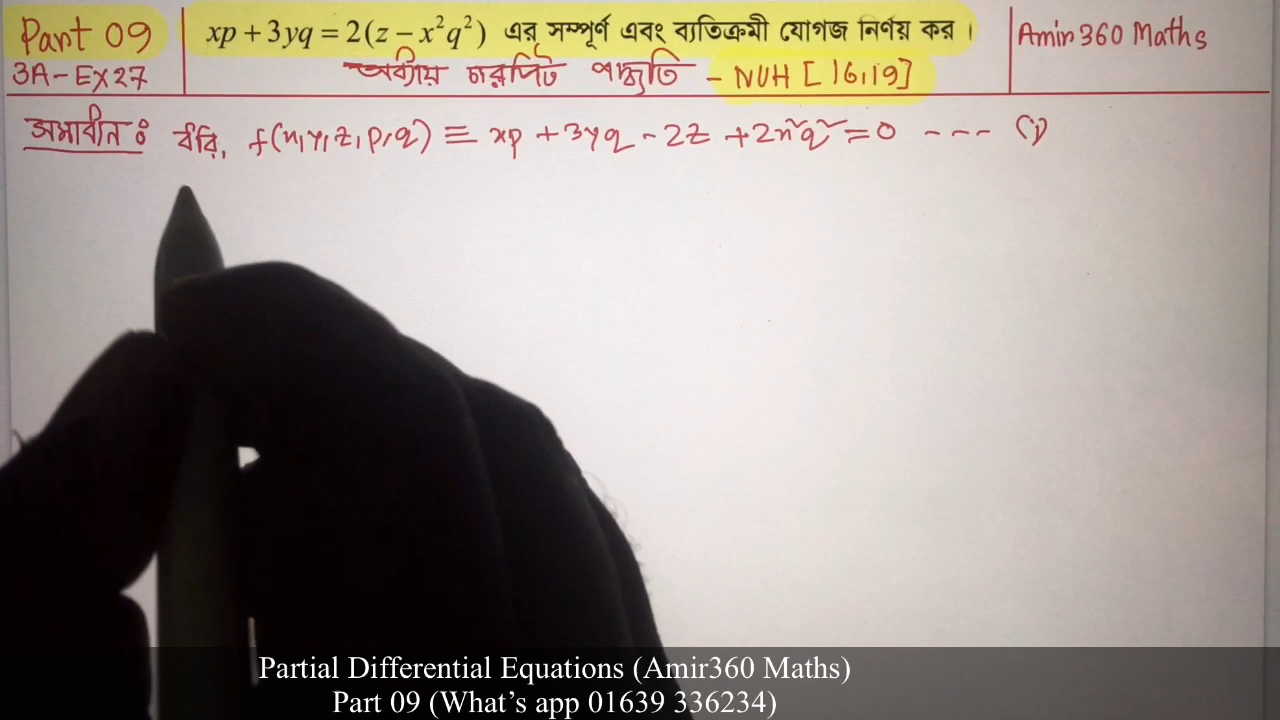 Part 09
3A-EX27
xp + 3yq = 2(z − x²q²) এর সম্পূর্ণ এবং ব্যতিক্রমী যোগজ নির্ণয় কর।
অথবায় চারপিট পদ্ধতি - NUH [16,19]
Amir360 Maths
সমাধান ঃ ধরি, f(x,y,z,p,q) ≡ xp + 3yq - 2z + 2x²q² = 0 --- (1)
Partial Differential Equations (Amir360 Maths)
Part 09 (What's app 01639 336234)